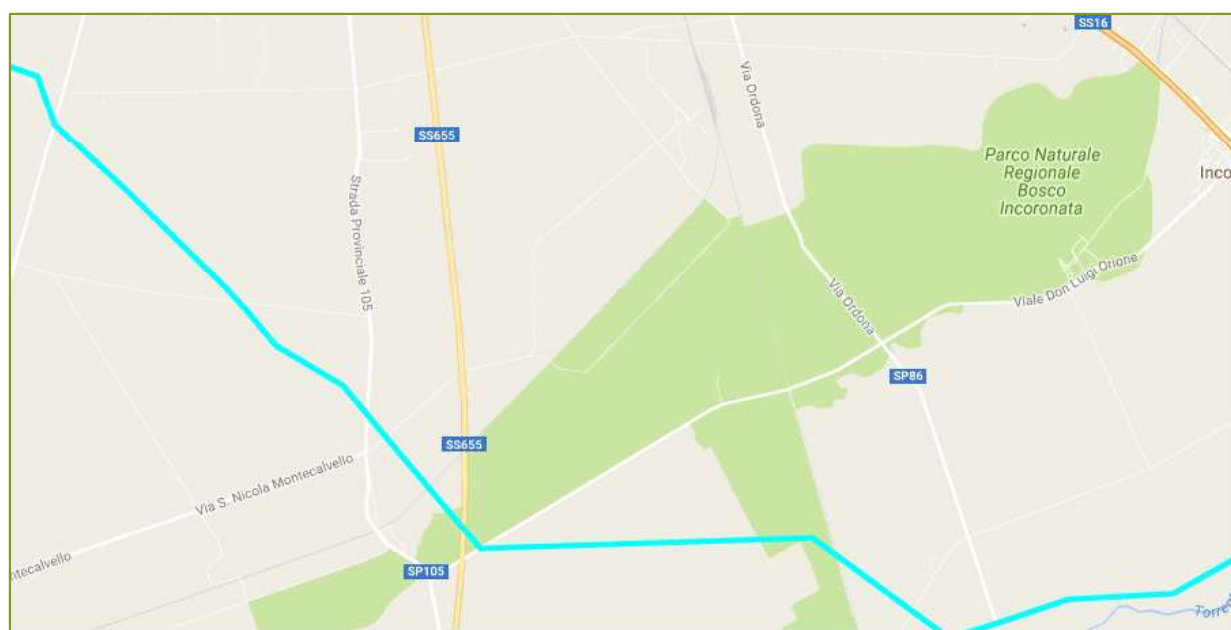 SS16
Via Ordona
SS655
Parco Naturale
Regionale
Bosco
Incoronata
Inco
Strada Provinciale 105
Viale Don Luigi Orione
Via Ordona
SP86
SS655
Via S. Nicola Montecalvello
ntecalvello
SP105
Torrent